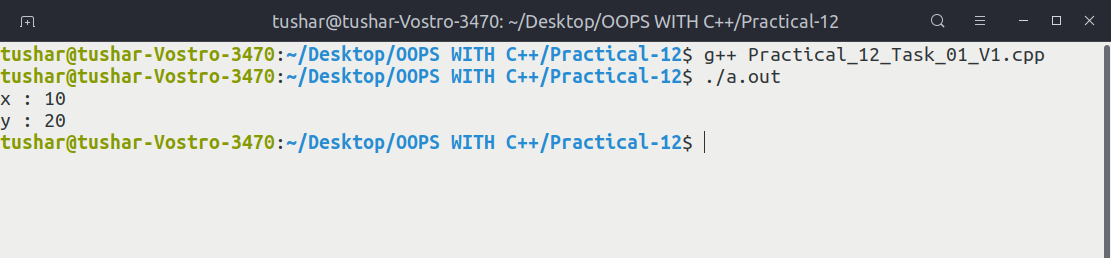 tushar@tushar-Vostro-3470: ~/Desktop/OOPS WITH C++/Practical-12
tushar@tushar-Vostro-3470:~/Desktop/OOPS WITH C++/Practical-12$ g++ Practical_12_Task_01_V1.cpp
tushar@tushar-Vostro-3470:~/Desktop/OOPS WITH C++/Practical-12$ ./a.out
x : 10
y : 20
tushar@tushar-Vostro-3470:~/Desktop/OOPS WITH C++/Practical-12$